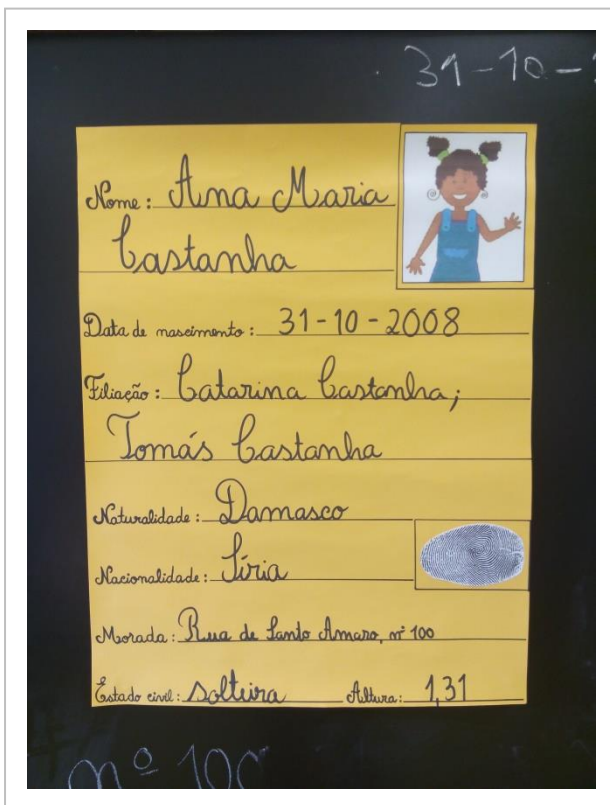 31-10-
Nome: Ana Maria
Castanha
Data de nascimento: 31-10-2008
Filiação: Catarina Castanha;
Tomás Castanha
Naturalidade: Damasco
Nacionalidade: Síria
Morada: Rua de Santo Amaro, nº 100
Estado civil: solteira Altura: 1,31
nº 100